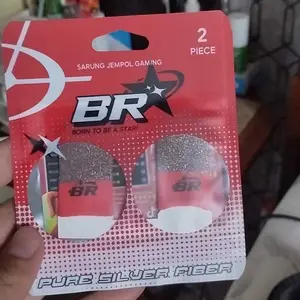 2
PIECE
SARUNG JEMPOL GAMING
BR
BORN TO BE A STAR!
BR
BR
PURE SILVER FIBER